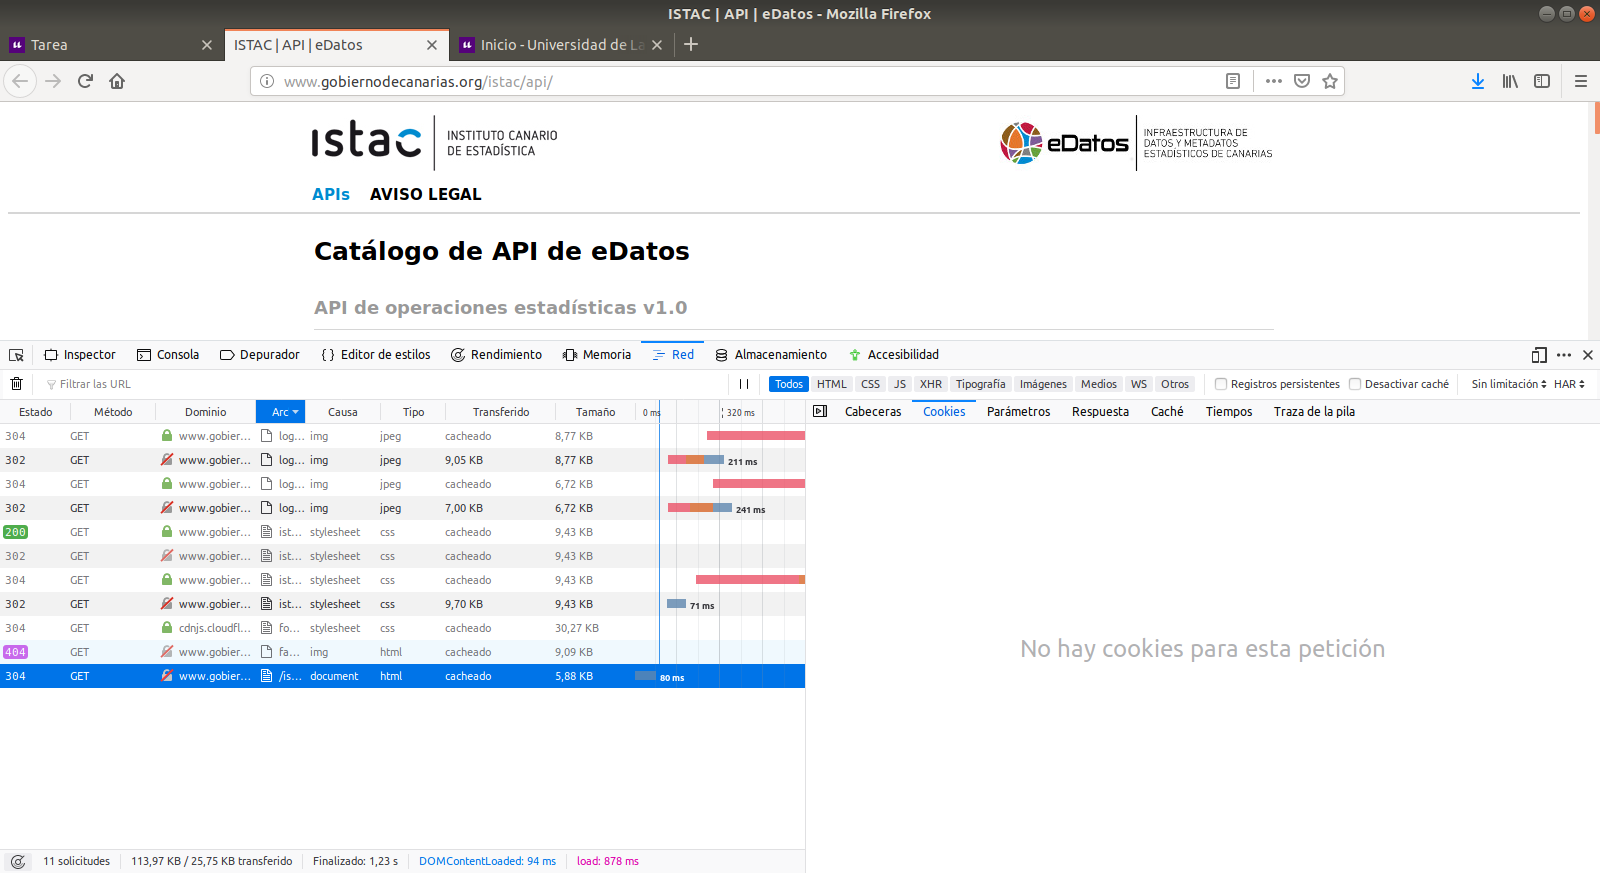 ISTAC | API | eDatos - Mozilla Firefox
Tarea
ISTAC | API | eDatos
Inicio - Universidad de La
www.gobiernodecanarias.org/istac/api/
istac
INSTITUTO CANARIO
DE ESTADÍSTICA
eDatos
INFRAESTRUCTURA DE
DATOS Y METADATOS
ESTADÍSTICOS DE CANARIAS
APIs AVISO LEGAL
Catálogo de API de eDatos
API de operaciones estadísticas v1.0
Inspector Consola Depurador Editor de estilos Rendimiento Memoria Red Almacenamiento Accesibilidad
Filtrar las URL Todos HTML CSS JS XHR Tipografía Imágenes Medios WS Otros Registros persistentes Desactivar caché Sin limitación HAR
Estado Método Dominio Arc Causa Tipo Transferido Tamaño 0 ms 320 ms
Cabeceras Cookies Parámetros Respuesta Caché Tiempos Traza de la pila
304 GET www.gobier... log... img jpeg cacheado 8,77 KB
302 GET www.gobier... log... img jpeg 9,05 KB 8,77 KB 211 ms
304 GET www.gobier... log... img jpeg cacheado 6,72 KB
302 GET www.gobier... log... img jpeg 7,00 KB 6,72 KB 241 ms
200 GET www.gobier... ist... stylesheet css cacheado 9,43 KB
302 GET www.gobier... ist... stylesheet css cacheado 9,43 KB
304 GET www.gobier... ist... stylesheet css cacheado 9,43 KB
302 GET www.gobier... ist... stylesheet css 9,70 KB 9,43 KB 71 ms
304 GET cdnjs.cloudfl... fo... stylesheet css cacheado 30,27 KB
404 GET www.gobier... fa... img html cacheado 9,09 KB
304 GET www.gobier... /is... document html cacheado 5,88 KB 80 ms
No hay cookies para esta petición
11 solicitudes 113,97 KB / 25,75 KB transferido Finalizado: 1,23 s DOMContentLoaded: 94 ms load: 878 ms